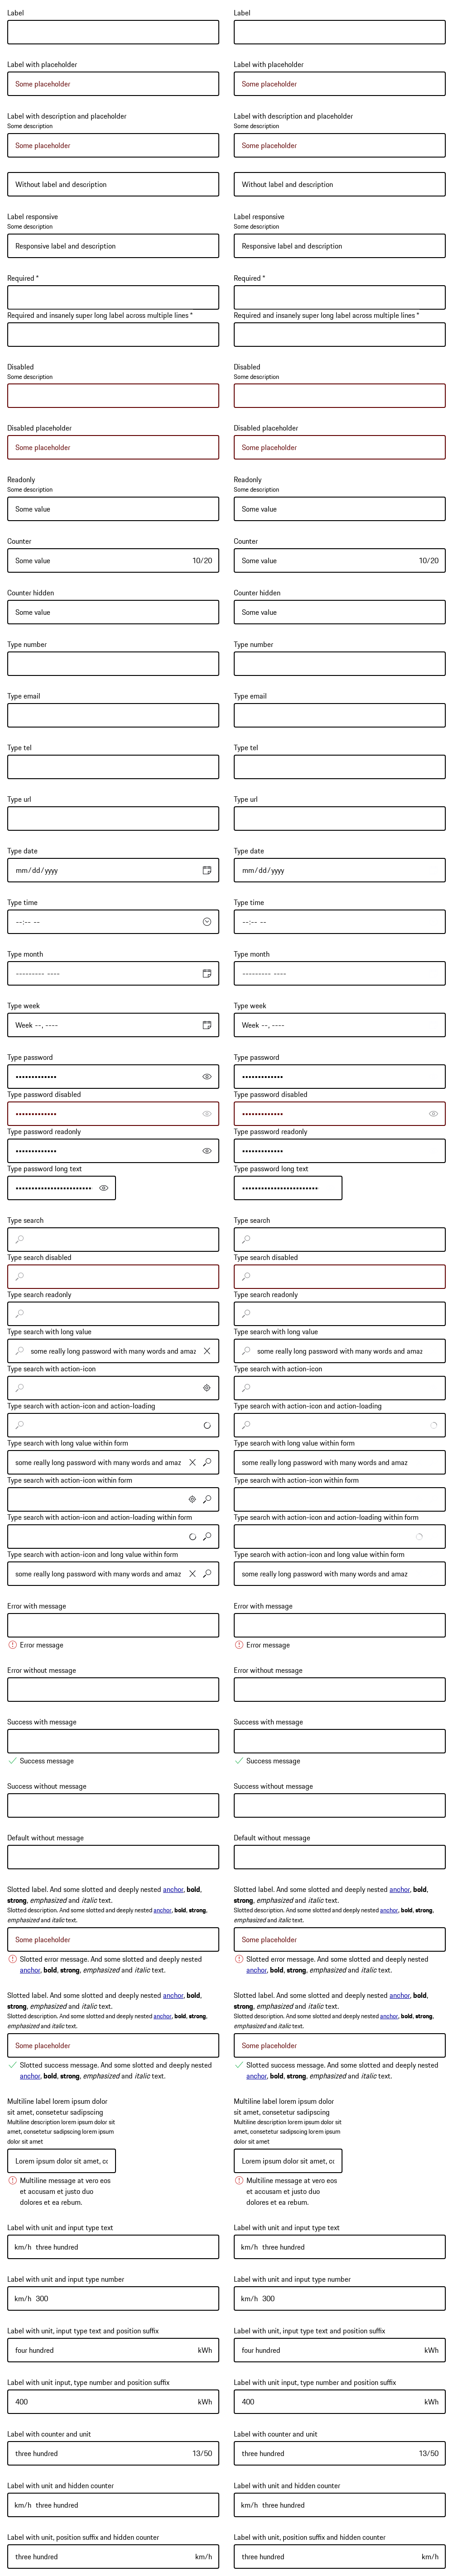 Label
Label with placeholder
Some placeholder
Label with description and placeholder
Some description
Some placeholder
Without label and description
Label responsive
Some description
Responsive label and description
Required *
Required and insanely super long label across multiple lines *
Disabled
Some description
Disabled placeholder
Some placeholder
Readonly
Some description
Some value
Counter
Some value 10/20
Counter hidden
Some value
Type number
Type email
Type tel
Type url
Type date
mm/dd/yyyy
Type time
--:-- --
Type month
--------- ----
Type week
Week --, ----
Type password
•••••••••••••
Type password disabled
•••••••••••••
Type password readonly
•••••••••••••
Type password long text
••••••••••••••••••••••••
Type search
Type search disabled
Type search readonly
Type search with long value
some really long password with many words and amaz
Type search with action-icon
Type search with action-icon and action-loading
Type search with long value within form
some really long password with many words and amaz
Type search with action-icon within form
Type search with action-icon and action-loading within form
Type search with action-icon and long value within form
some really long password with many words and amaz
Error with message
Error message
Error without message
Success with message
Success message
Success without message
Default without message
Slotted label. And some slotted and deeply nested anchor, bold,
strong, emphasized and italic text.
Slotted description. And some slotted and deeply nested anchor, bold, strong,
emphasized and italic text.
Some placeholder
Slotted error message. And some slotted and deeply nested
anchor, bold, strong, emphasized and italic text.
Slotted label. And some slotted and deeply nested anchor, bold,
strong, emphasized and italic text.
Slotted description. And some slotted and deeply nested anchor, bold, strong,
emphasized and italic text.
Some placeholder
Slotted success message. And some slotted and deeply nested
anchor, bold, strong, emphasized and italic text.
Multiline label lorem ipsum dolor
sit amet, consetetur sadipscing
Multiline description lorem ipsum dolor sit
amet, consetetur sadipscing lorem ipsum
dolor sit amet
Lorem ipsum dolor sit amet, cc
Multiline message at vero eos
et accusam et justo duo
dolores et ea rebum.
Label with unit and input type text
km/h three hundred
Label with unit and input type number
km/h 300
Label with unit, input type text and position suffix
four hundred kWh
Label with unit input, type number and position suffix
400 kWh
Label with counter and unit
three hundred 13/50
Label with unit and hidden counter
km/h three hundred
Label with unit, position suffix and hidden counter
three hundred km/h
Label
Label with placeholder
Some placeholder
Label with description and placeholder
Some description
Some placeholder
Without label and description
Label responsive
Some description
Responsive label and description
Required *
Required and insanely super long label across multiple lines *
Disabled
Some description
Disabled placeholder
Some placeholder
Readonly
Some description
Some value
Counter
Some value 10/20
Counter hidden
Some value
Type number
Type email
Type tel
Type url
Type date
mm/dd/yyyy
Type time
--:-- --
Type month
--------- ----
Type week
Week --, ----
Type password
•••••••••••••
Type password disabled
•••••••••••••
Type password readonly
•••••••••••••
Type password long text
••••••••••••••••••••••••
Type search
Type search disabled
Type search readonly
Type search with long value
some really long password with many words and amaz
Type search with action-icon
Type search with action-icon and action-loading
Type search with long value within form
some really long password with many words and amaz
Type search with action-icon within form
Type search with action-icon and action-loading within form
Type search with action-icon and long value within form
some really long password with many words and amaz
Error with message
Error message
Error without message
Success with message
Success message
Success without message
Default without message
Slotted label. And some slotted and deeply nested anchor, bold,
strong, emphasized and italic text.
Slotted description. And some slotted and deeply nested anchor, bold, strong,
emphasized and italic text.
Some placeholder
Slotted error message. And some slotted and deeply nested
anchor, bold, strong, emphasized and italic text.
Slotted label. And some slotted and deeply nested anchor, bold,
strong, emphasized and italic text.
Slotted description. And some slotted and deeply nested anchor, bold, strong,
emphasized and italic text.
Some placeholder
Slotted success message. And some slotted and deeply nested
anchor, bold, strong, emphasized and italic text.
Multiline label lorem ipsum dolor
sit amet, consetetur sadipscing
Multiline description lorem ipsum dolor sit
amet, consetetur sadipscing lorem ipsum
dolor sit amet
Lorem ipsum dolor sit amet, cc
Multiline message at vero eos
et accusam et justo duo
dolores et ea rebum.
Label with unit and input type text
km/h three hundred
Label with unit and input type number
km/h 300
Label with unit, input type text and position suffix
four hundred kWh
Label with unit input, type number and position suffix
400 kWh
Label with counter and unit
three hundred 13/50
Label with unit and hidden counter
km/h three hundred
Label with unit, position suffix and hidden counter
three hundred km/h